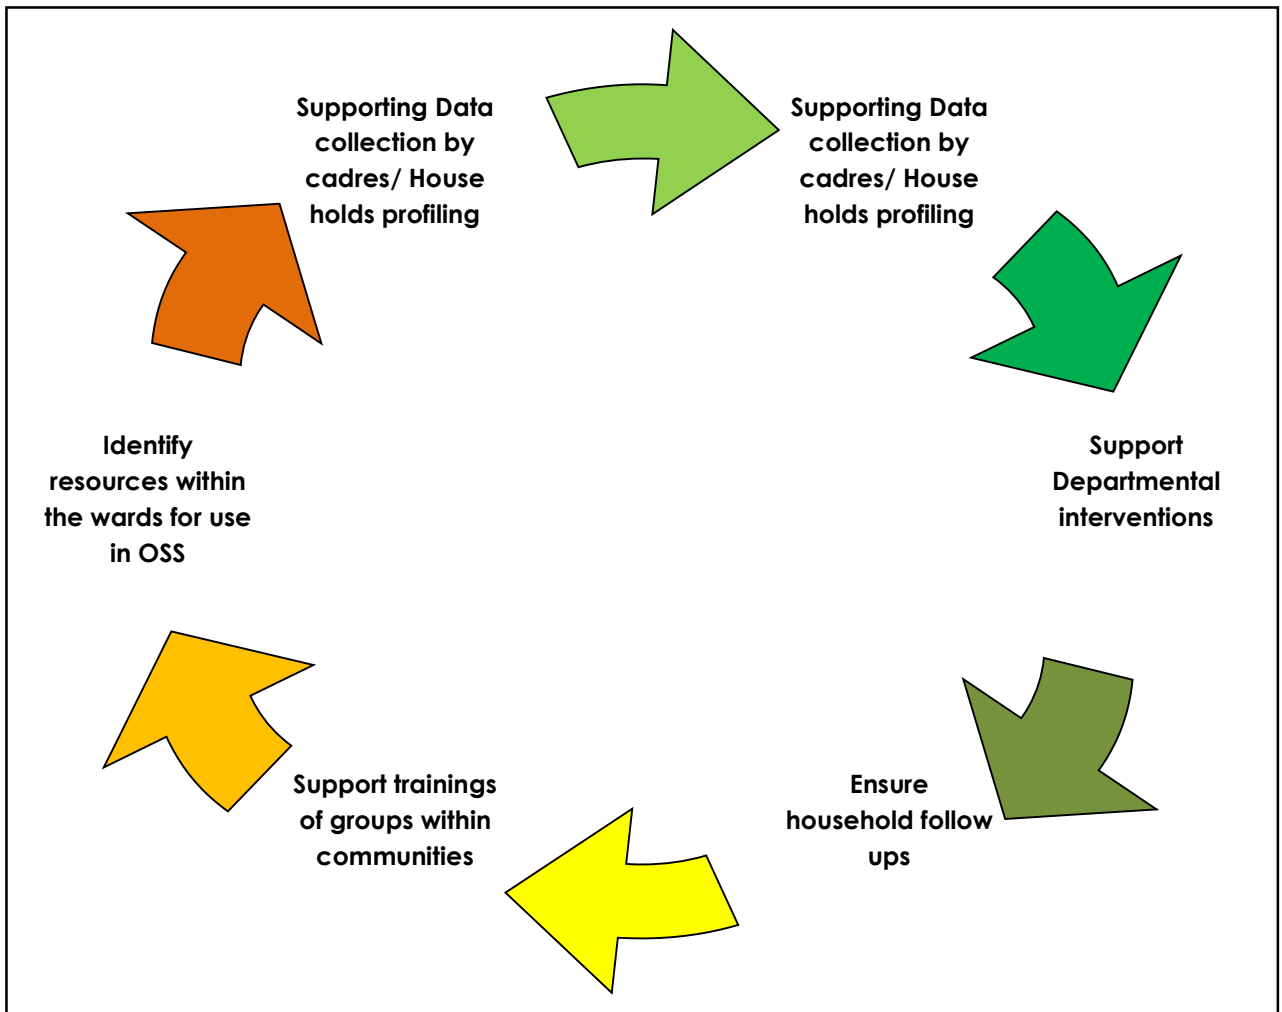 Supporting Data
collection by
cadres/ House
holds profiling
Supporting Data
collection by
cadres/ House
holds profiling
Support
Departmental
interventions
Ensure
household follow
ups
Support trainings
of groups within
communities
Identify
resources within
the wards for use
in OSS